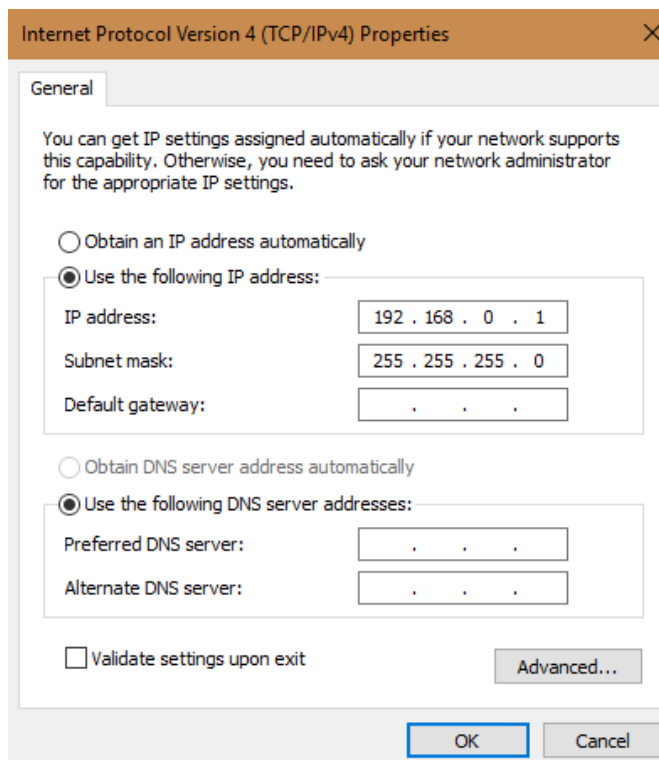 Internet Protocol Version 4 (TCP/IPv4) Properties
General
You can get IP settings assigned automatically if your network supports
this capability. Otherwise, you need to ask your network administrator
for the appropriate IP settings.
Obtain an IP address automatically
Use the following IP address:
IP address: 192 . 168 . 0 . 1
Subnet mask: 255 . 255 . 255 . 0
Default gateway: . . .
Obtain DNS server address automatically
Use the following DNS server addresses:
Preferred DNS server: . . .
Alternate DNS server: . . .
Validate settings upon exit
Advanced...
OK Cancel